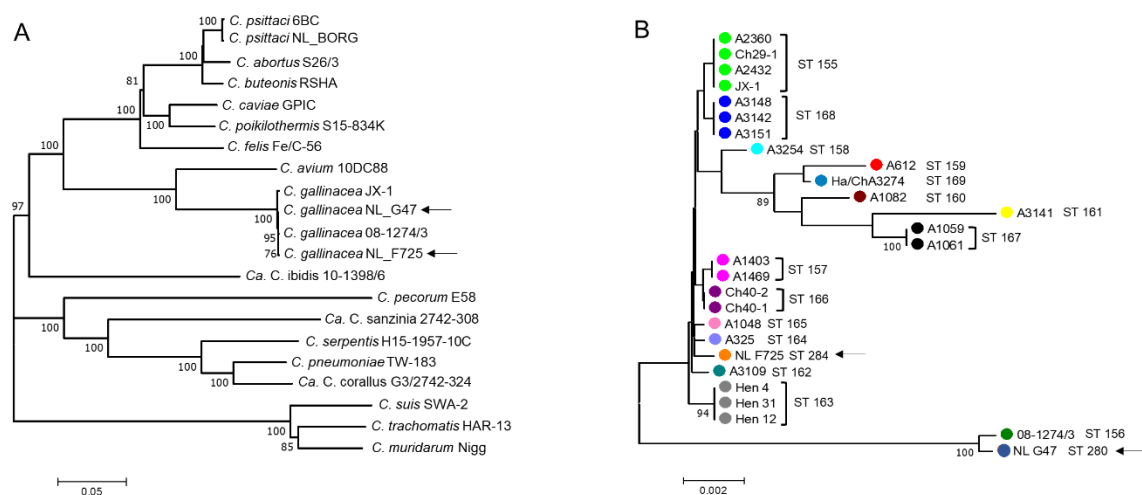 A
C. psittaci 6BC
100
C. psittaci NL_BORG
100
C. abortus S26/3
81
C. buteonis RSHA
100
C. caviae GPIC
100
C. poikilothermis S15-834K
100
C. felis Fe/C-56
100
C. avium 10DC88
100
C. gallinacea JX-1
C. gallinacea NL_G47
100
C. gallinacea 08-1274/3
95
C. gallinacea NL_F725
76
97
Ca. C. ibidis 10-1398/6
C. pecorum E58
100
Ca. C. sanzinia 2742-308
100
C. serpentis H15-1957-10C
100
C. pneumoniae TW-183
100
Ca. C. corallus G3/2742-324
C. suis SWA-2
100
C. trachomatis HAR-13
85
C. muridarum Nigg
0.05
B
A2360
Ch29-1
A2432
JX-1
ST 155
A3148
A3142
A3151
ST 168
A3254 ST 158
A612 ST 159
Ha/ChA3274 ST 169
89
A1082 ST 160
A3141 ST 161
A1059
A1061
ST 167
100
A1403
A1469
ST 157
Ch40-2
Ch40-1
ST 166
A1048 ST 165
A325 ST 164
NL F725 ST 284
A3109 ST 162
Hen 4
Hen 31
Hen 12
ST 163
94
08-1274/3 ST 156
100
NL G47 ST 280
0.002